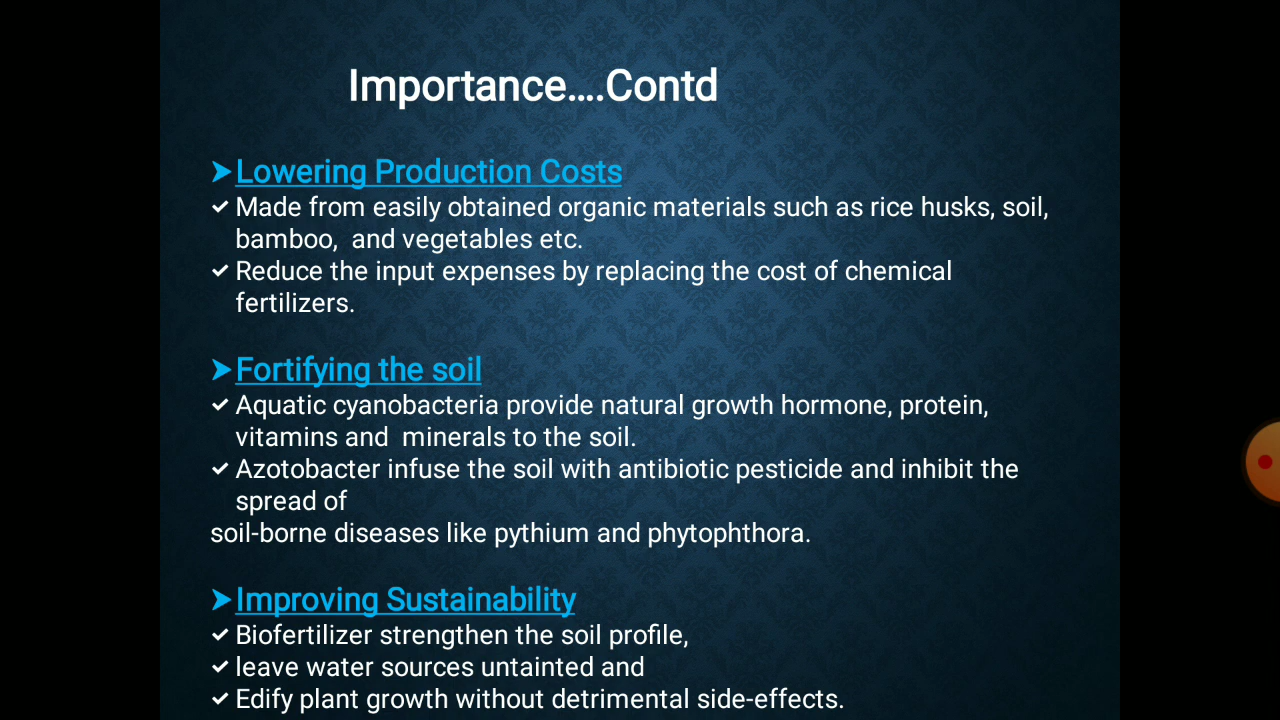 Importance....Contd
➤Lowering Production Costs
✓ Made from easily obtained organic materials such as rice husks, soil,
bamboo,  and vegetables etc.
✓ Reduce the input expenses by replacing the cost of chemical
fertilizers.
➤Fortifying the soil
✓ Aquatic cyanobacteria provide natural growth hormone, protein,
vitamins and  minerals to the soil.
✓ Azotobacter infuse the soil with antibiotic pesticide and inhibit the
spread of
soil-borne diseases like pythium and phytophthora.
➤Improving Sustainability
✓ Biofertilizer strengthen the soil profile,
✓ leave water sources untainted and
✓ Edify plant growth without detrimental side-effects.